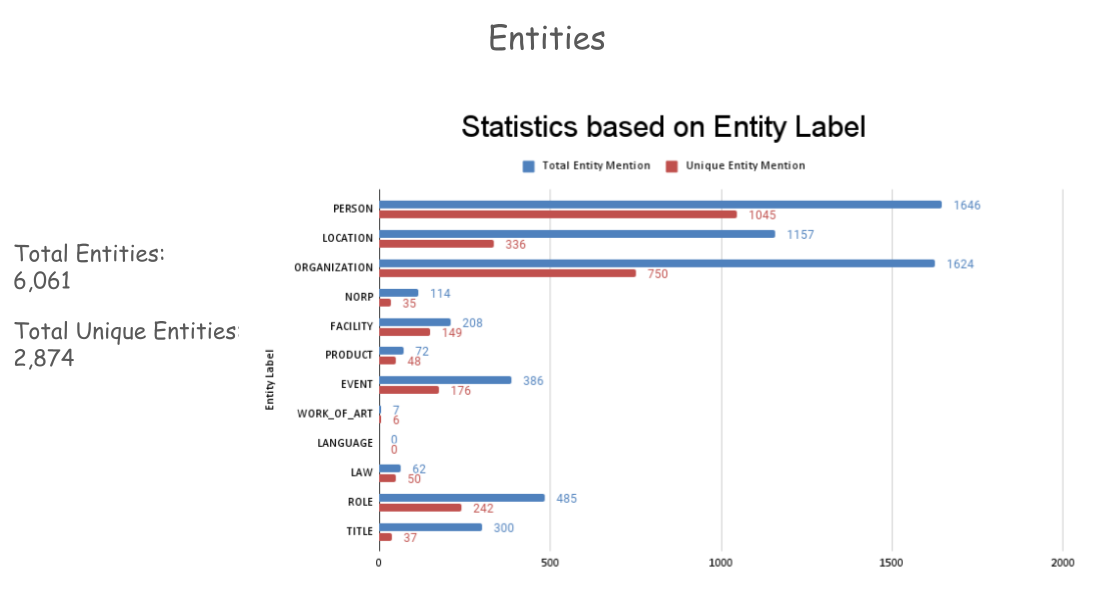 Entities
Statistics based on Entity Label
Total Entity Mention Unique Entity Mention
Total Entities:
6,061
Total Unique Entities:
2,874
Entity Label
PERSON 1646
1045
LOCATION 1157
336
ORGANIZATION 1624
750
NORP 114
35
FACILITY 208
149
PRODUCT 72
48
EVENT 386
176
WORK_OF_ART 7
6
LANGUAGE 0
0
LAW 62
50
ROLE 485
242
TITLE 300
37
0 500 1000 1500 2000